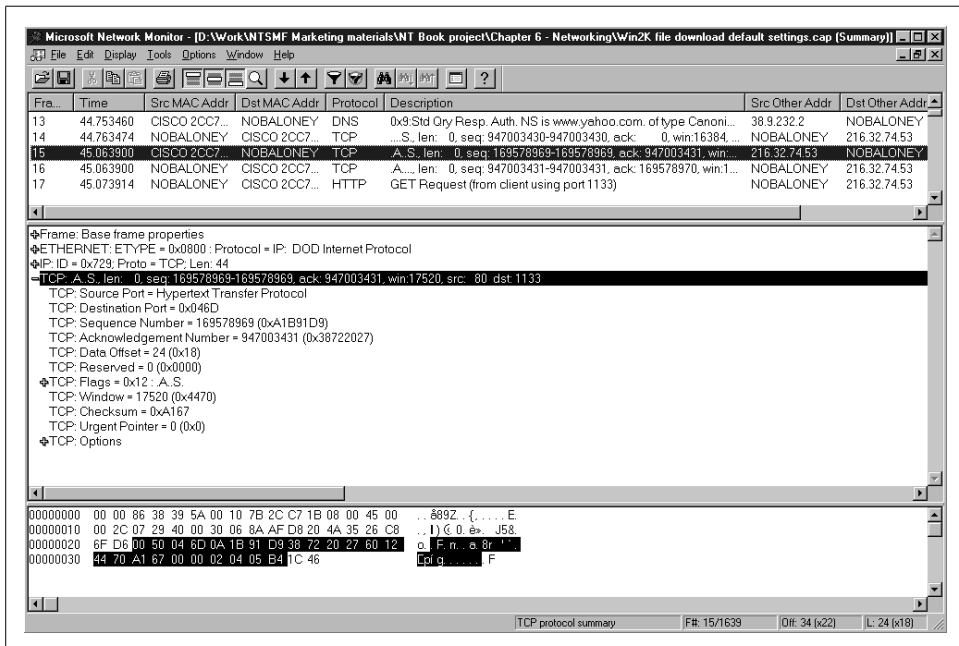 Microsoft Network Monitor - [D:\Work\NTSMF Marketing materials\NT Book project\Chapter 6 - Networking\Win2K file download default settings.cap (Summary)]
File Edit Display Tools Options Window Help
Fra... Time Src MAC Addr Dst MAC Addr Protocol Description Src Other Addr Dst Other Addr
13 44.753460 CISCO 2CC7... NOBALONEY DNS 0x9:Std Qry Resp. Auth. NS is www.yahoo.com. of type Canoni... 38.9.232.2 NOBALONEY
14 44.763474 NOBALONEY CISCO 2CC7... TCP ....S., len: 0, seq: 947003430-947003430, ack: 0, win:16384, ... NOBALONEY 216.32.74.53
15 45.063900 CISCO 2CC7... NOBALONEY TCP .A..S., len: 0, seq: 169578969-169578969, ack: 947003431, win:... 216.32.74.53 NOBALONEY
16 45.063900 NOBALONEY CISCO 2CC7... TCP .A...., len: 0, seq: 947003431-947003431, ack: 169578970, win:1... NOBALONEY 216.32.74.53
17 45.073914 NOBALONEY CISCO 2CC7... HTTP GET Request (from client using port 1133) NOBALONEY 216.32.74.53
Frame: Base frame properties
ETHERNET: ETYPE = 0x0800 : Protocol = IP: DOD Internet Protocol
IP: ID = 0x729; Proto = TCP; Len: 44
TCP: .A..S., len: 0, seq: 169578969-169578969, ack: 947003431, win:17520, src: 80 dst: 1133
TCP: Source Port = Hypertext Transfer Protocol
TCP: Destination Port = 0x046D
TCP: Sequence Number = 169578969 (0xA1B91D9)
TCP: Acknowledgement Number = 947003431 (0x38722027)
TCP: Data Offset = 24 (0x18)
TCP: Reserved = 0 (0x0000)
TCP: Flags = 0x12 : .A..S.
TCP: Window = 17520 (0x4470)
TCP: Checksum = 0xA167
TCP: Urgent Pointer = 0 (0x0)
TCP: Options
00000000 00 00 86 38 39 5A 00 10 7B 2C C7 1B 08 00 45 00 ..å89Z..{,.....E.
00000010 00 2C 07 29 40 00 30 06 8A AF D8 20 4A 35 26 C8 .,.)@.0.è». J5&.
00000020 6F D6 00 50 04 6D 0A 1B 91 D9 38 72 20 27 60 12 o..F.n..a.8r ''.
00000030 44 70 A1 67 00 00 02 04 05 B4 1C 46 Dpíg.......F
TCP protocol summary F#: 15/1639 Off: 34 (x22) L: 24 (x18)